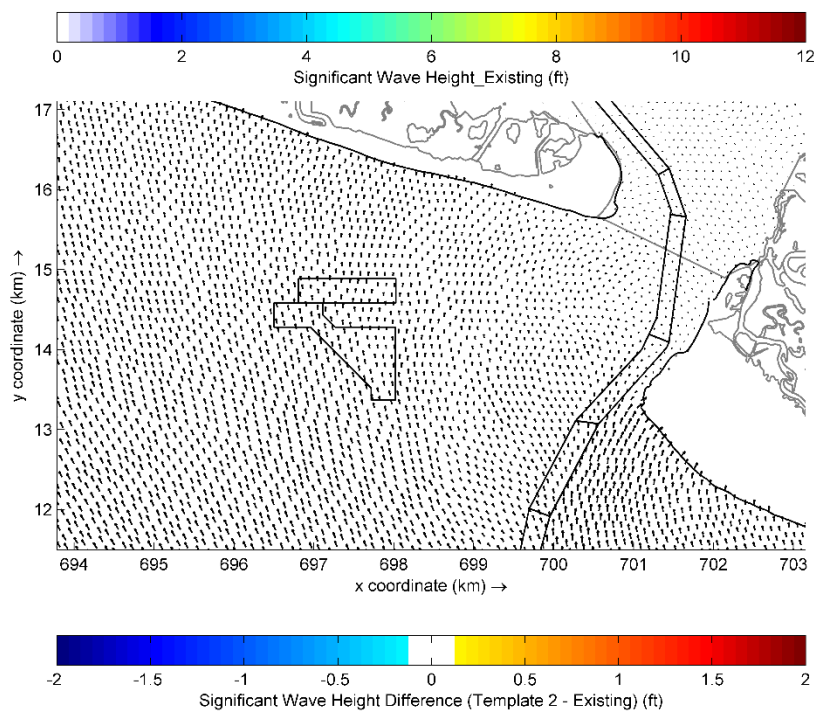 0 2 4 6 8 10 12
Significant Wave Height_Existing (ft)
17
16
15
14
13
12
y coordinate (km) →
694 695 696 697 698 699 700 701 702 703
x coordinate (km) →
-2 -1.5 -1 -0.5 0 0.5 1 1.5 2
Significant Wave Height Difference (Template 2 - Existing) (ft)